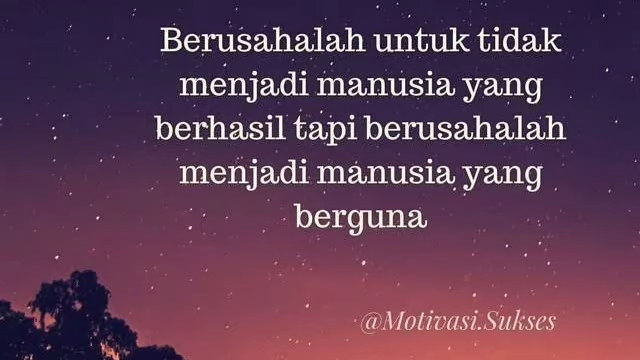 Berusahalah untuk tidak
menjadi manusia yang
berhasil tapi berusahalah
menjadi manusia yang
berguna
@Motivasi.Sukses